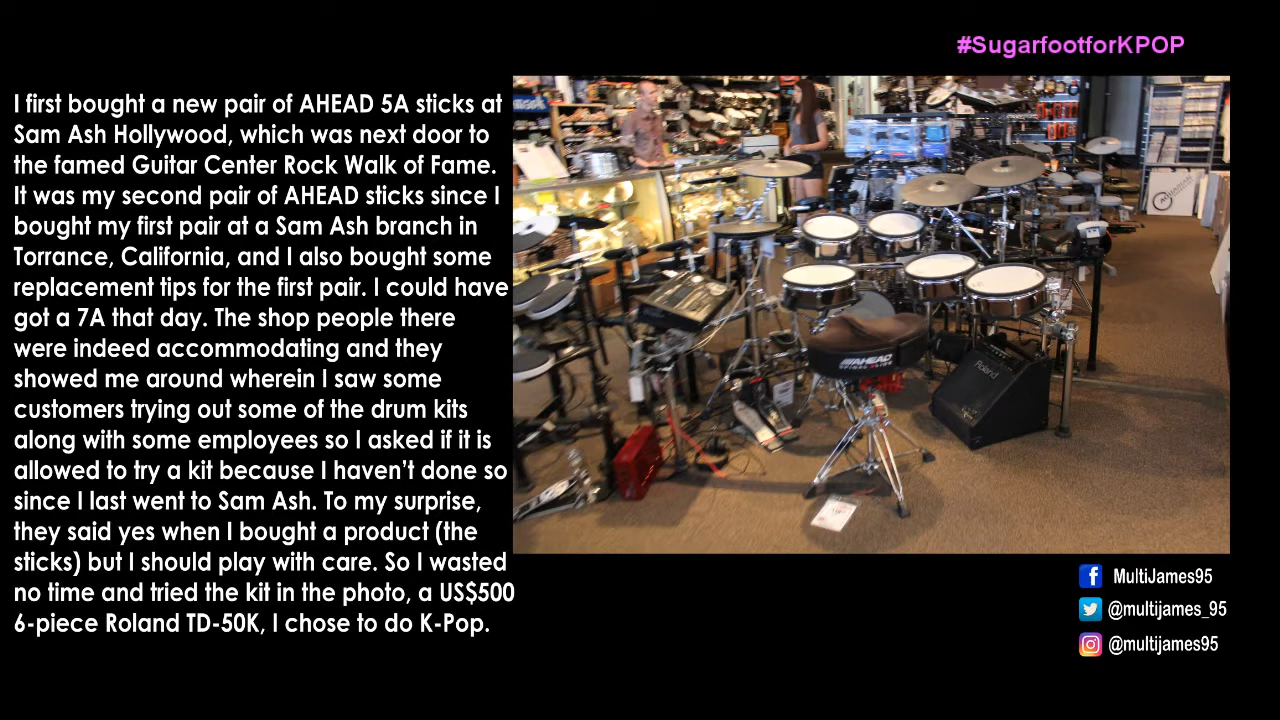 #SugarfootforKPOP
I first bought a new pair of AHEAD 5A sticks at
Sam Ash Hollywood, which was next door to
the famed Guitar Center Rock Walk of Fame.
It was my second pair of AHEAD sticks since I
bought my first pair at a Sam Ash branch in
Torrance, California, and I also bought some
replacement tips for the first pair. I could have
got a 7A that day. The shop people there
were indeed accommodating and they
showed me around wherein I saw some
customers trying out some of the drum kits
along with some employees so I asked if it is
allowed to try a kit because I haven’t done so
since I last went to Sam Ash. To my surprise,
they said yes when I bought a product (the
sticks) but I should play with care. So I wasted
no time and tried the kit in the photo, a US$500
6-piece Roland TD-50K, I chose to do K-Pop.
AHEAD
Roland
MultiJames95
@multijames_95
@multijames95